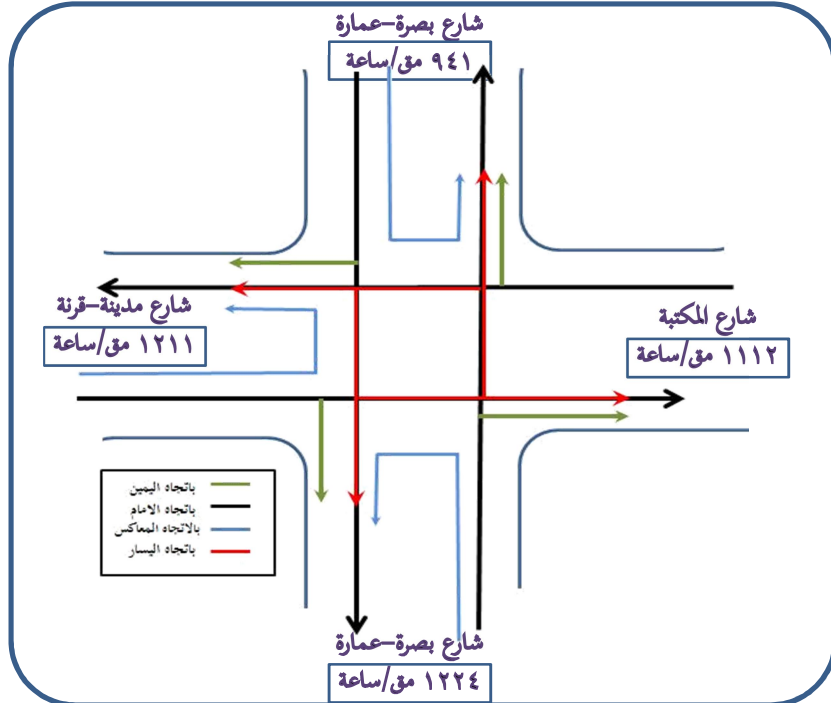 شارع بصرة–عمارة
٩٤١ مق/ساعة
شارع مدينة–قرنة
١٢١١ مق/ساعة
شارع المكتبة
١١١٢ مق/ساعة
باتجاه اليمين
باتجاه الامام
بالاتجاه المعاكس
باتجاه اليسار
شارع بصرة–عمارة
١٢٢٤ مق/ساعة